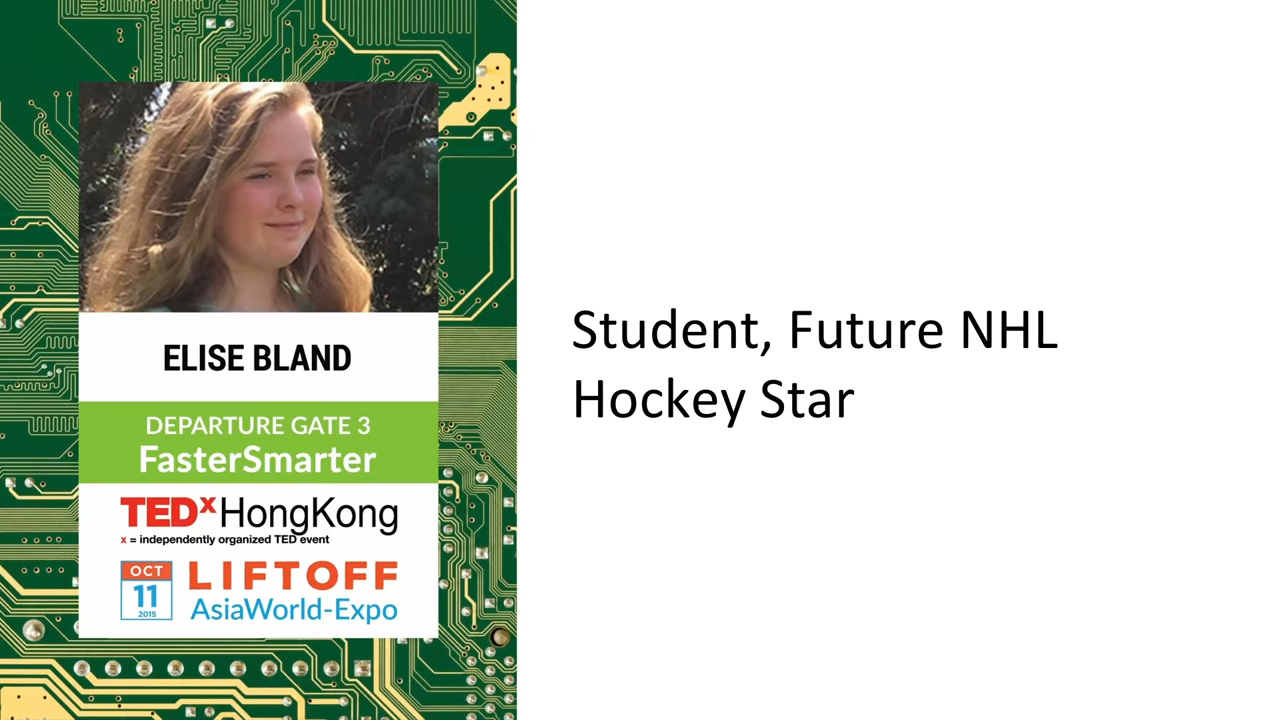 ELISE BLAND
DEPARTURE GATE 3
FasterSmarter
TEDxHongKong
x = independently organized TED event
OCT
11
2015
LIFTOFF
AsiaWorld-Expo
Student, Future NHL
Hockey Star